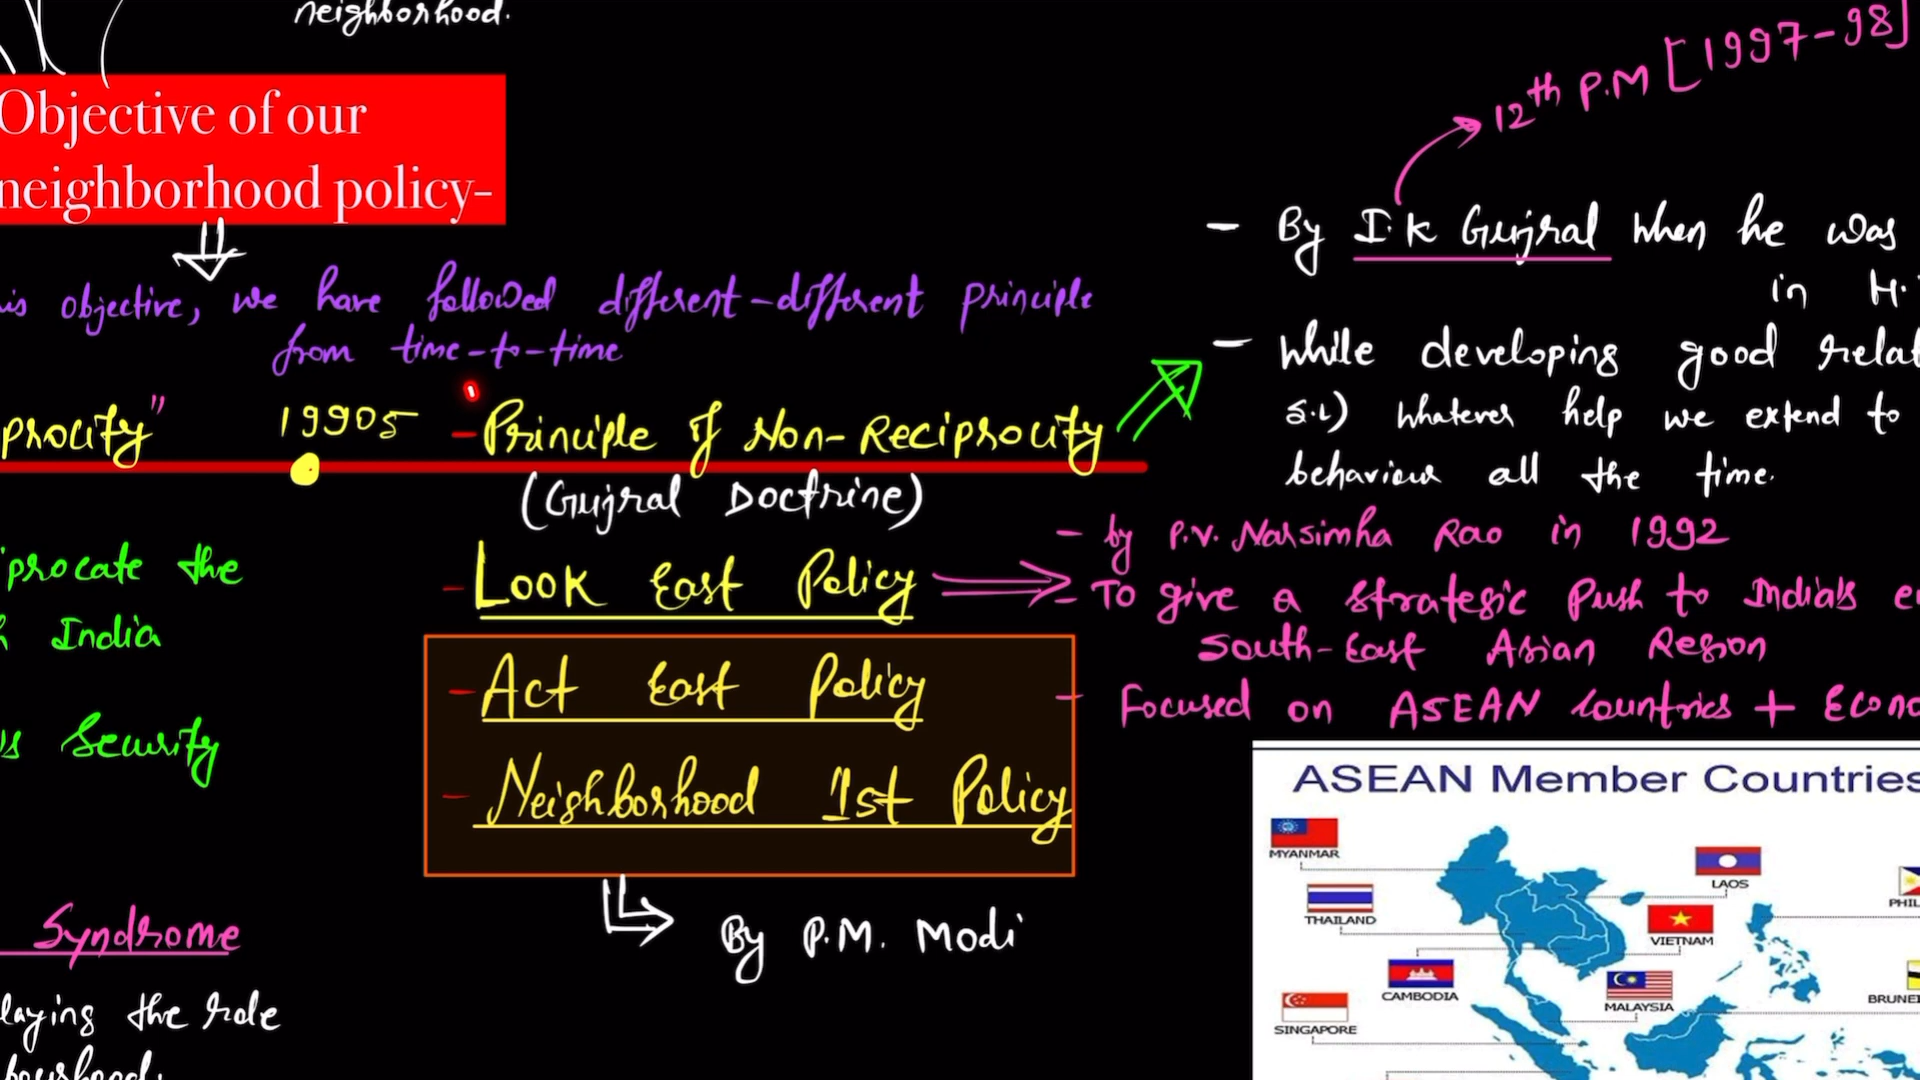 neighborhood.
12th P.M [1997-98]
Objective of our
neighborhood policy-
- By I.K Gujral when he was
in H.
is objective, we have followed different-different principle
from time-to-time
- While developing good relat
whatever help we extend to
behaviour all the time.
procity" 1990s - Principle of Non-Reciprocity
(Gujral Doctrine)
- by P.V. Narsimha Rao in 1992
procate the
- Look East Policy
- To give a strategic Push to India's
South-East Asian Region
India
- Act East Policy
- Focused on ASEAN Countries + Econo
Security
- Neighborhood 1st Policy
By P.M. Modi
Syndrome
laying the role
bourhood.
ASEAN Member Countries
MYANMAR
LAOS
THAILAND
PHIL
VIETNAM
CAMBODIA
MALAYSIA
BRUNEI
SINGAPORE